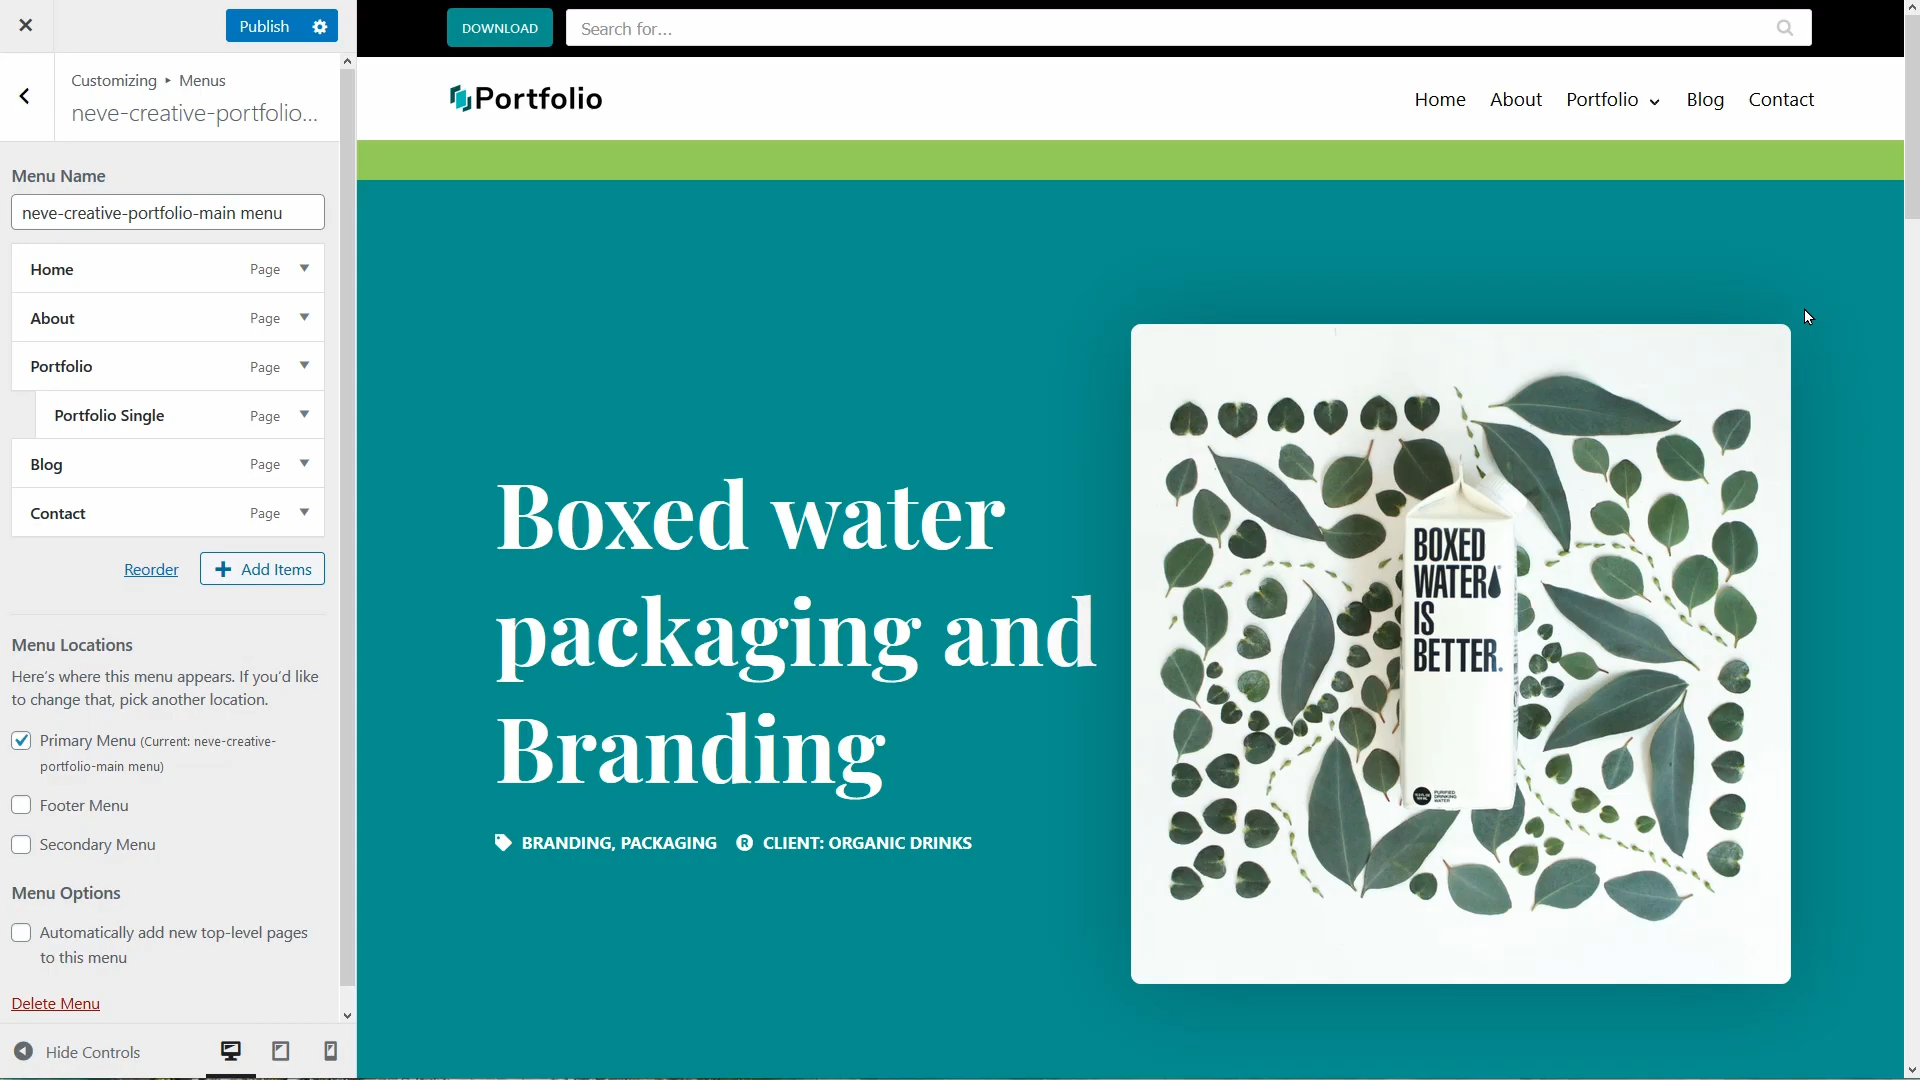 Publish
DOWNLOAD
Search for...
Customizing ▸ Menus
neve-creative-portfolio...
Portfolio
Home About Portfolio Blog Contact
Menu Name
neve-creative-portfolio-main menu
Home Page
About Page
Portfolio Page
Portfolio Single Page
Blog Page
Contact Page
Reorder
Add Items
Menu Locations
Here's where this menu appears. If you'd like
to change that, pick another location.
Primary Menu (Current: neve-creative-
portfolio-main menu)
Footer Menu
Secondary Menu
Menu Options
Automatically add new top-level pages
to this menu
Delete Menu
Hide Controls
Boxed water
packaging and
Branding
BRANDING, PACKAGING
CLIENT: ORGANIC DRINKS
BOXED
WATER
IS
BETTER.
PURIFIED
DRINKING
WATER